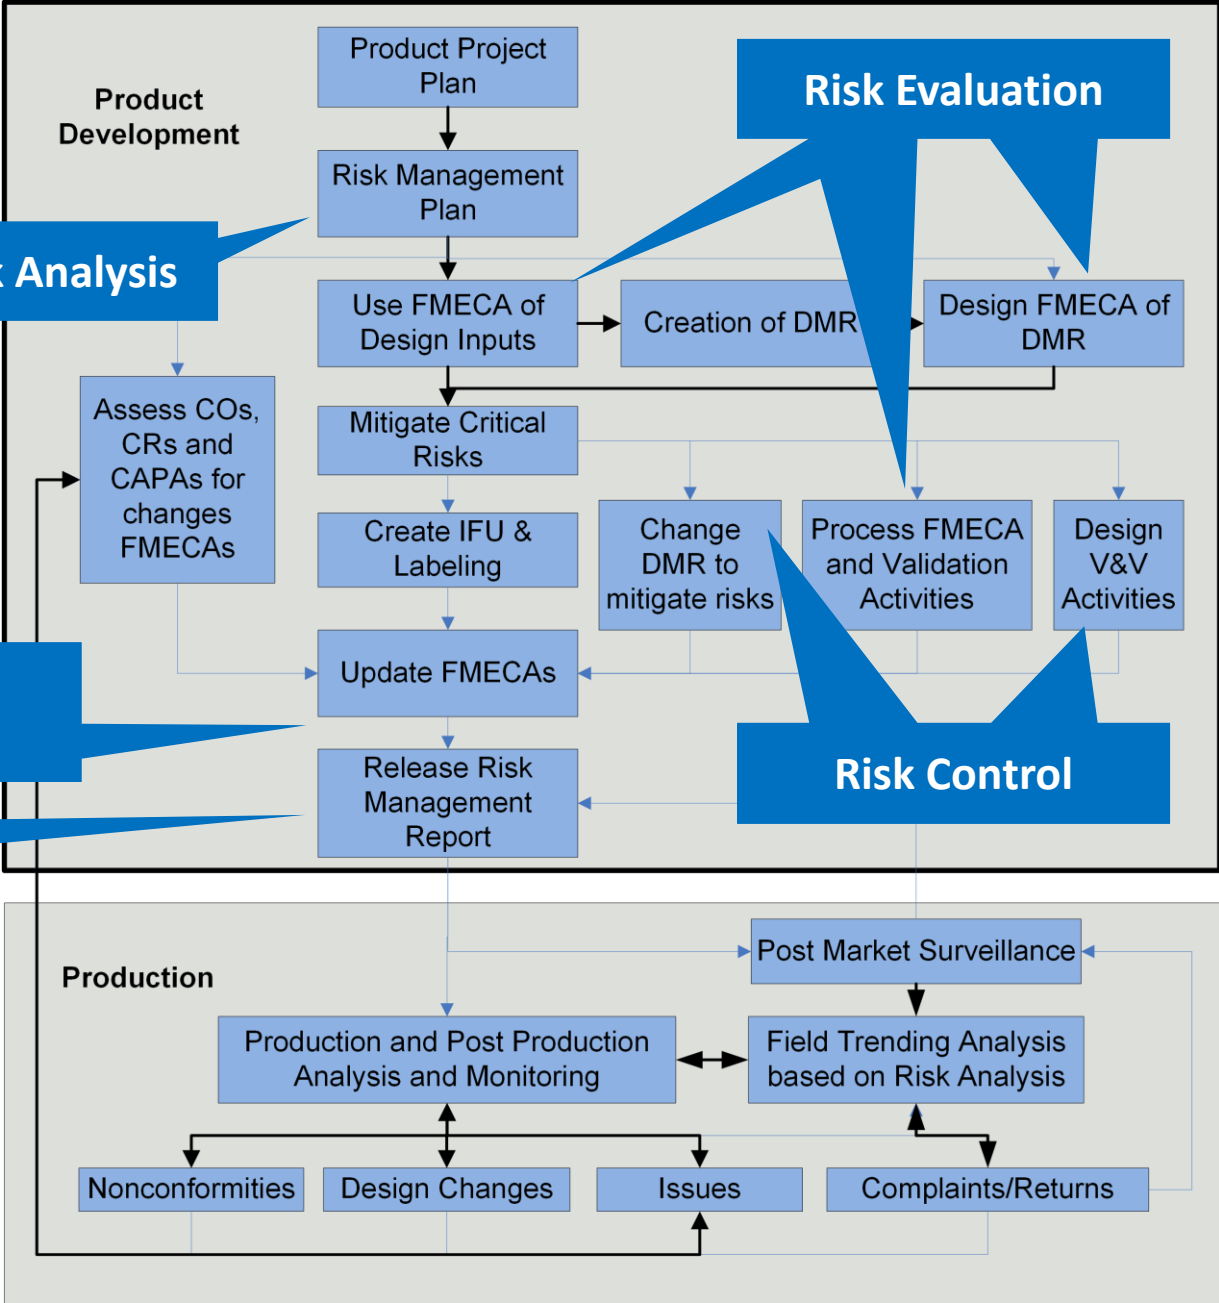 Product Project
Plan
Risk Evaluation
Product
Development
Risk Management
Plan
Analysis
Use FMECA of
Design Inputs
Creation of DMR
Design FMECA of
DMR
Assess COs,
CRs and
CAPAs for
changes
FMECAs
Mitigate Critical
Risks
Create IFU &
Labeling
Change
DMR to
mitigate risks
Process FMECA
and Validation
Activities
Design
V&V
Activities
Update FMECAs
Release Risk
Management
Report
Risk Control
Post Market Surveillance
Production
Production and Post Production
Analysis and Monitoring
Field Trending Analysis
based on Risk Analysis
Nonconformities
Design Changes
Issues
Complaints/Returns